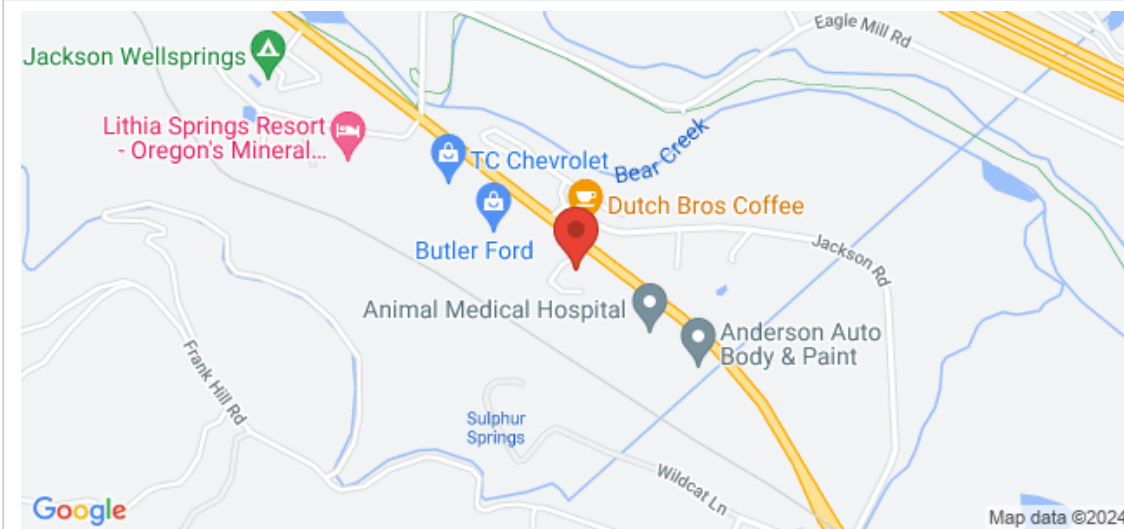 Eagle Mill Rd
Jackson Wellsprings
Lithia Springs Resort
- Oregon's Mineral...
TC Chevrolet
Bear Creek
Dutch Bros Coffee
Butler Ford
Jackson Rd
Animal Medical Hospital
Anderson Auto
Body & Paint
Frank Hill Rd
Sulphur
Springs
Wildcat Ln
Google
Map data ©2024